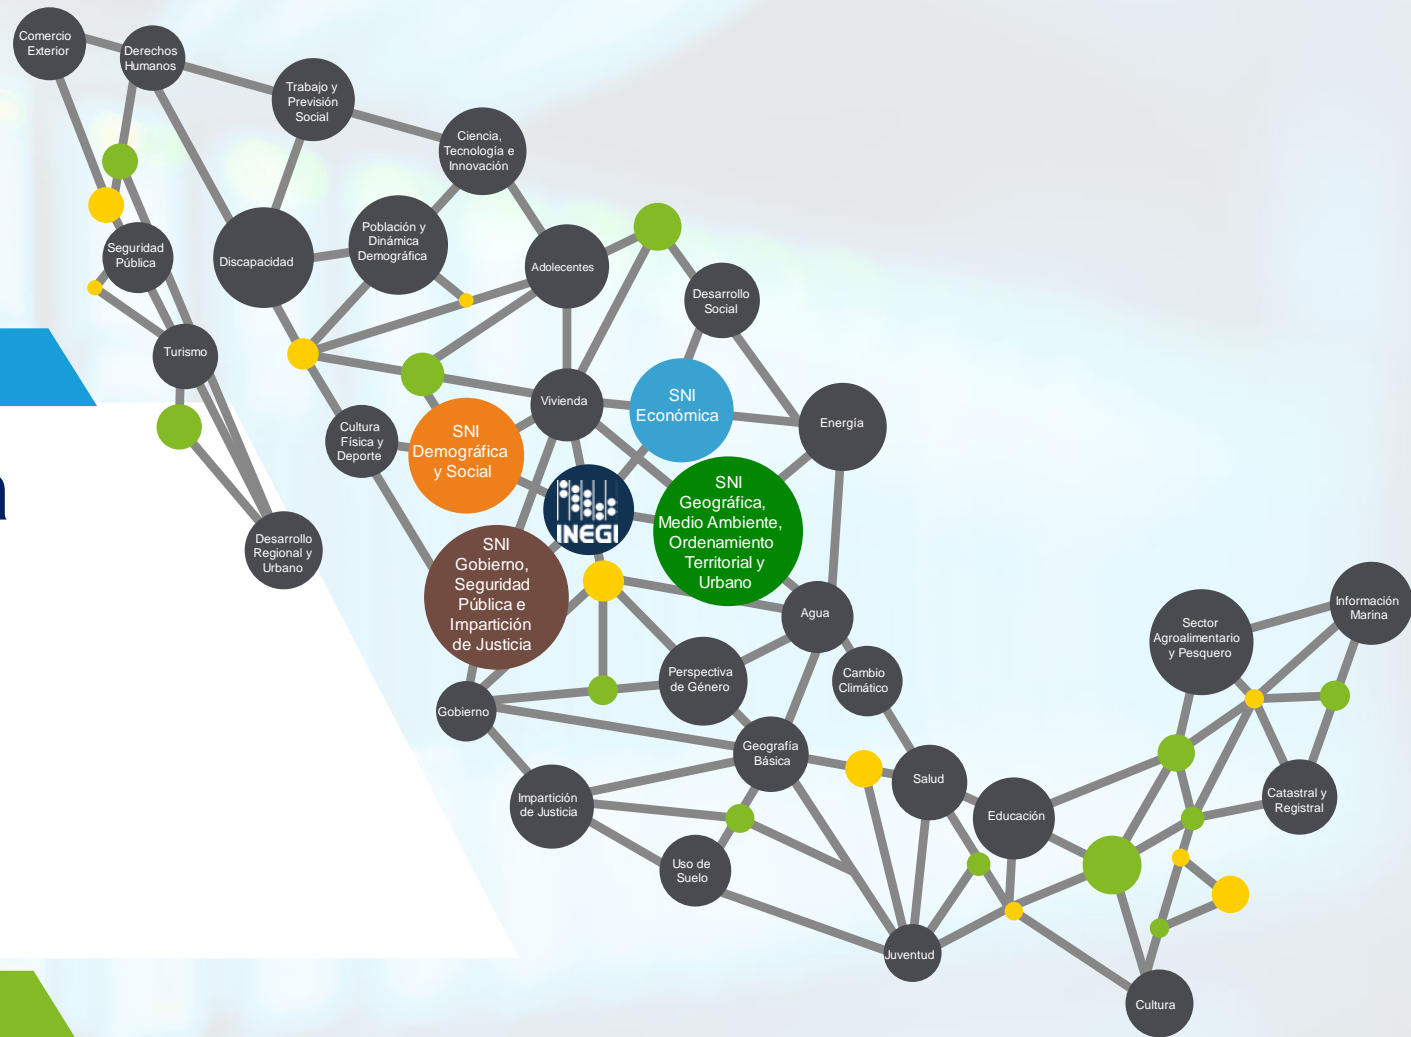 Comercio
Exterior
Derechos
Humanos
Trabajo y
Previsión
Social
Ciencia,
Tecnología e
Innovación
Seguridad
Pública
Discapacidad
Población y
Dinámica
Demográfica
Adolecentes
Desarrollo
Social
Turismo
Cultura
Física y
Deporte
SNI
Demográfica
y Social
Vivienda
SNI
Económica
Energía
n
INEGI
SNI
Geográfica,
Medio Ambiente,
Ordenamiento
Territorial y
Urbano
Desarrollo
Regional y
Urbano
SNI
Gobierno,
Seguridad
Pública e
Impartición
de Justicia
Agua
Sector
Agroalimentario
y Pesquero
Información
Marina
Perspectiva
de Género
Cambio
Climático
Gobierno
Geografía
Básica
Impartición
de Justicia
Salud
Educación
Catastral y
Registral
Uso de
Suelo
Juventud
Cultura